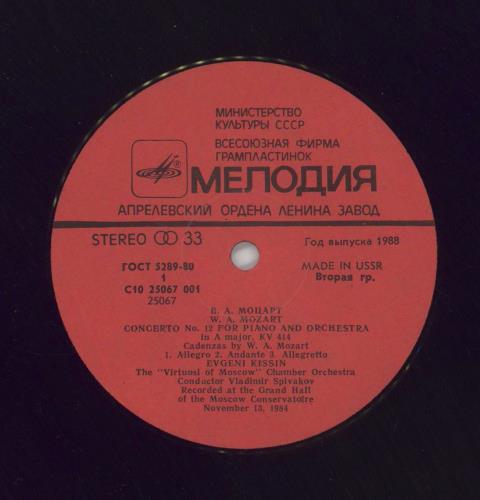 МИНИСТЕРСТВО
КУЛЬТУРЫ СССР
ВСЕСОЮЗНАЯ ФИРМА
ГРАМПЛАСТИНОК
МЕЛОДИЯ
АПРЕЛЕВСКИЙ ОРДЕНА ЛЕНИНА ЗАВОД
STEREO 33
Год выпуска 1988
ГОСТ 5289-80
MADE IN USSR
1
Вторая гр.
С10 25067 001
25067
В. А. МОЦАРТ
W. A. MOZART
CONCERTO No. 12 FOR PIANO AND ORCHESTRA
in A major, KV 414
Cadenzas by W. A. Mozart
1. Allegro 2. Andante 3. Allegretto
EVGENI KISSIN
The "Virtuosi of Moscow" Chamber Orchestra
Conductor Vladimir Spivakov
Recorded at the Grand Hall
of the Moscow Conservatoire
November 13, 1984